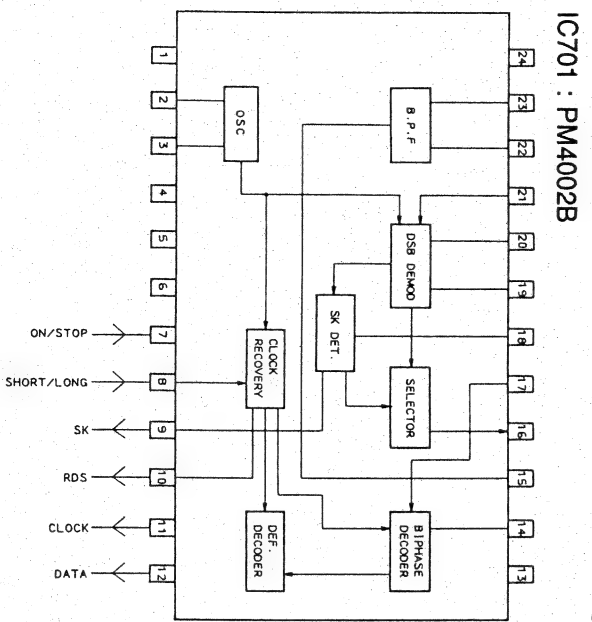 IC701 : PM4002B
1
2
3
4
5
6
7
8
9
10
11
12
24
23
22
21
20
19
18
17
16
15
14
13
OSC
B.P.F
DSB DEMOD
SK DET.
CLOCK
RECOVERY
SELECTOR
DEF.
DECODER
BIPHASE
DECODER
ON/STOP
SHORT/LONG
SK
RDS
CLOCK
DATA